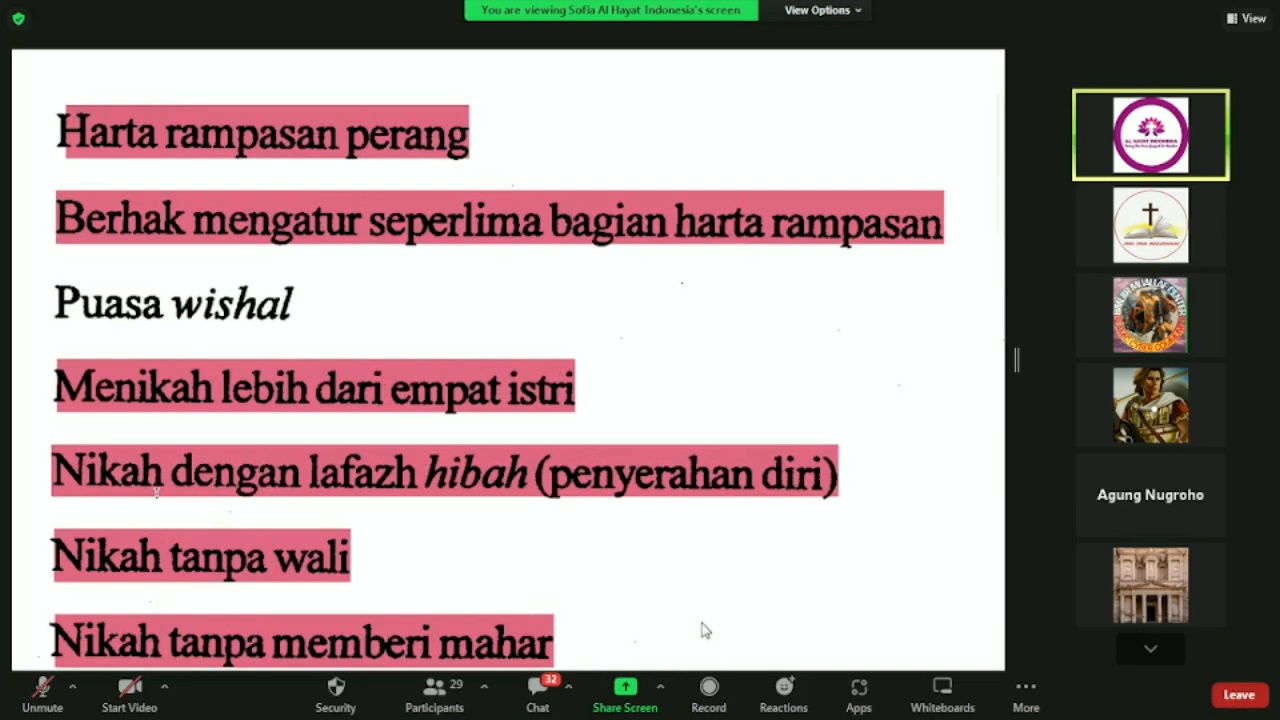 You are viewing Sofia Al Hayat Indonesia's screen
View Options
View
Harta rampasan perang
Berhak mengatur seperlima bagian harta rampasan
Puasa wishal
Menikah lebih dari empat istri
Nikah dengan lafazh hibah (penyerahan diri)
Nikah tanpa wali
Nikah tanpa memberi mahar
AL HAYAT INDONESIA
Agung Nugroho
Unmute
Start Video
Security
Participants
29
Chat
32
Share Screen
Record
Reactions
Apps
Whiteboards
More
Leave